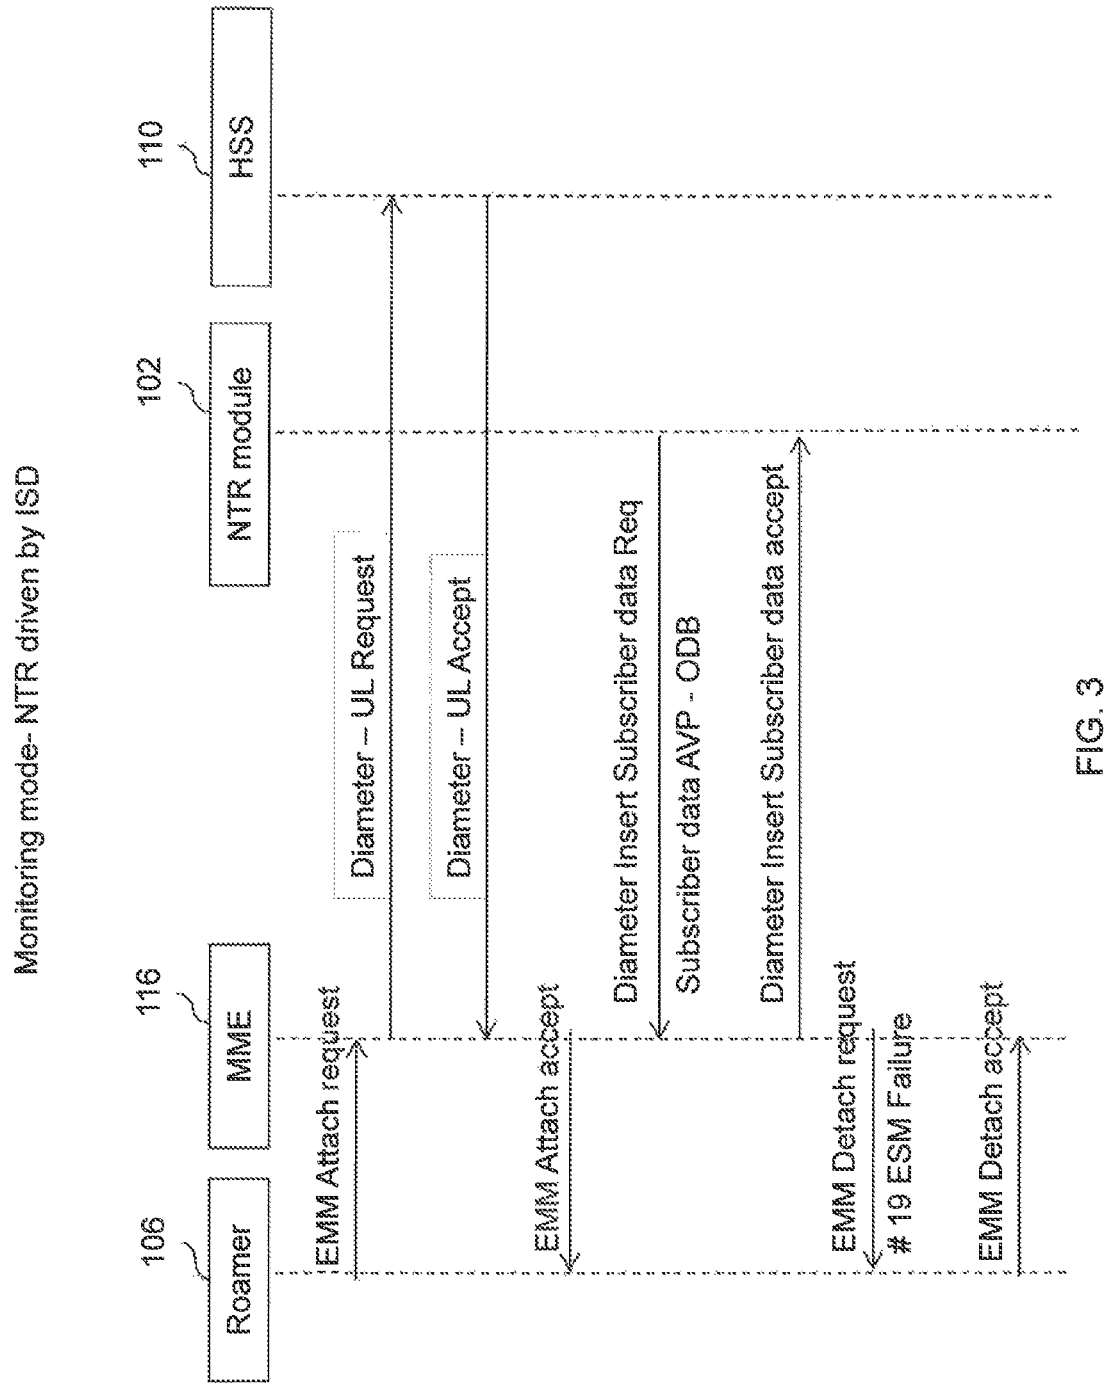 Monitoring mode- NTR driven by ISD
106
116
102
110
Roamer
MME
NTR module
HSS
EMM Attach request
Diameter – UL Request
Diameter – UL Accept
EMM Attach accept
Diameter Insert Subscriber data Req
Subscriber data AVP - ODB
Diameter Insert Subscriber data accept
EMM Detach request
# 19 ESM Failure
EMM Detach accept
FIG. 3